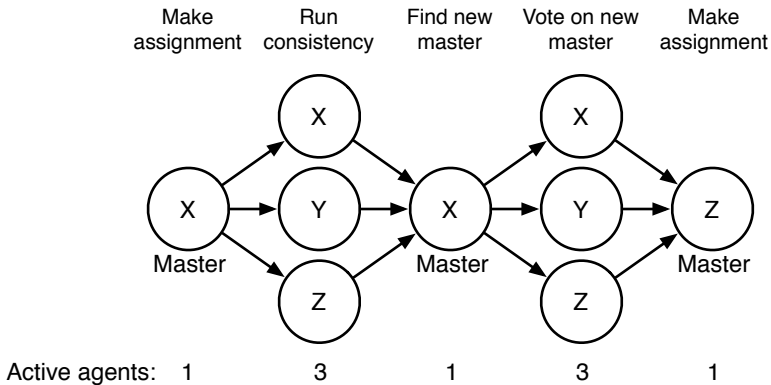 Make Run Find new Vote on new Make
assignment consistency master master assignment
X X
X Y X Y Z
Master Master Master
Z Z
Active agents: 1 3 1 3 1